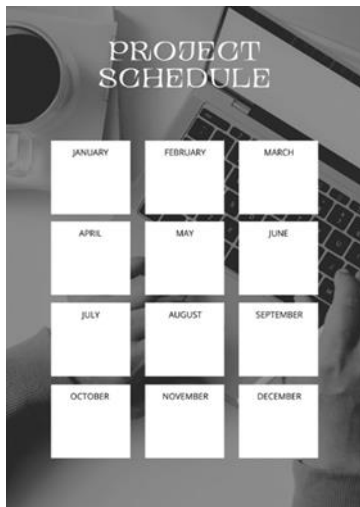 PROJECT
SCHEDULE
JANUARY
FEBRUARY
MARCH
APRIL
MAY
JUNE
JULY
AUGUST
SEPTEMBER
OCTOBER
NOVEMBER
DECEMBER